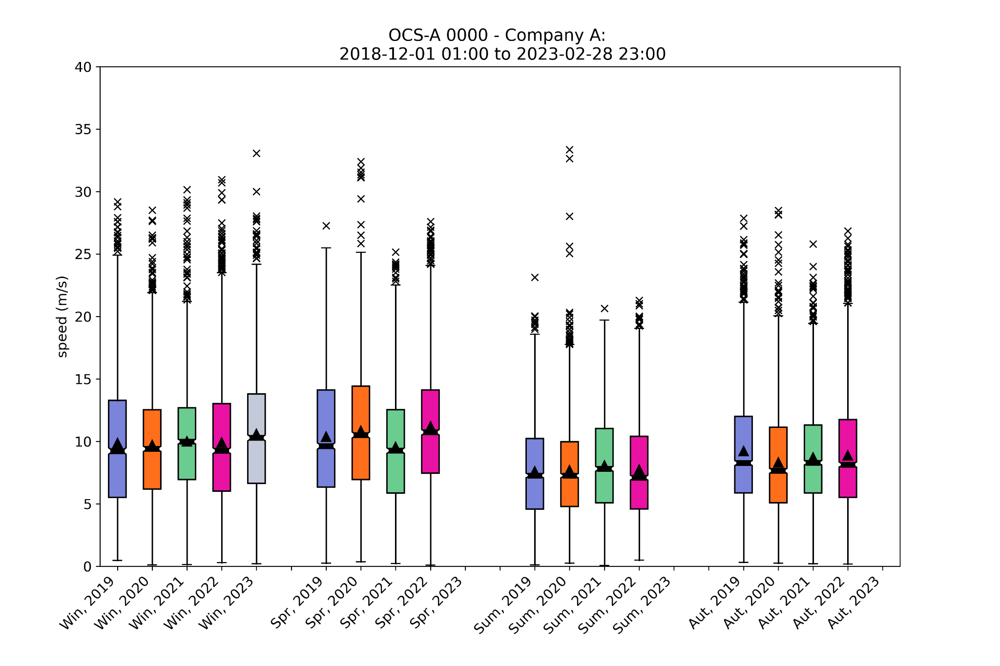 OCS-A 0000 - Company A:
2018-12-01 01:00 to 2023-02-28 23:00
40
35
30
25
20
15
10
5
0
speed (m/s)
Win, 2019
Win, 2020
Win, 2021
Win, 2022
Win, 2023
Spr, 2019
Spr, 2020
Spr, 2021
Spr, 2022
Spr, 2023
Sum, 2019
Sum, 2020
Sum, 2021
Sum, 2022
Sum, 2023
Aut, 2019
Aut, 2020
Aut, 2021
Aut, 2022
Aut, 2023